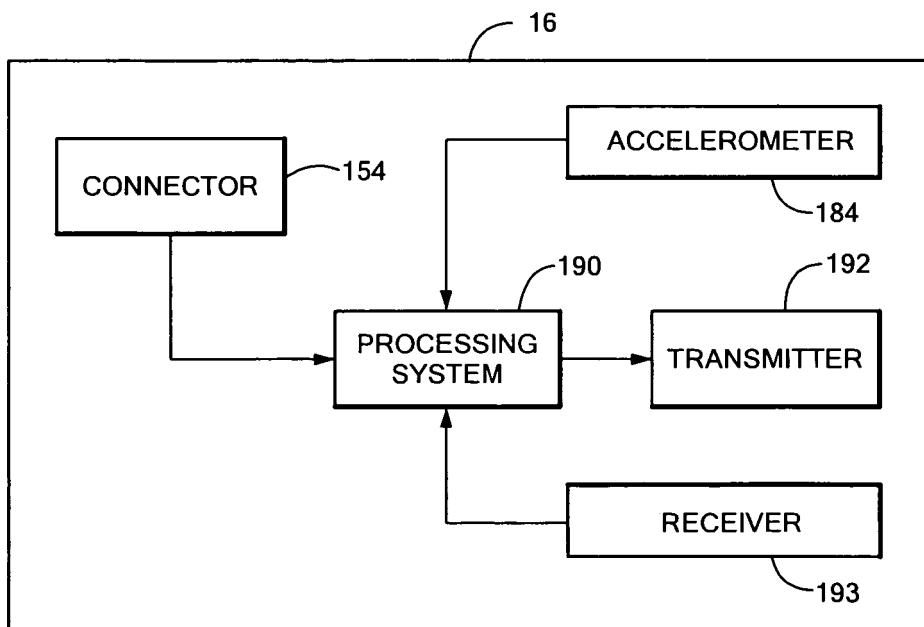 16
CONNECTOR
154
ACCELEROMETER
184
190
PROCESSING
SYSTEM
192
TRANSMITTER
RECEIVER
193